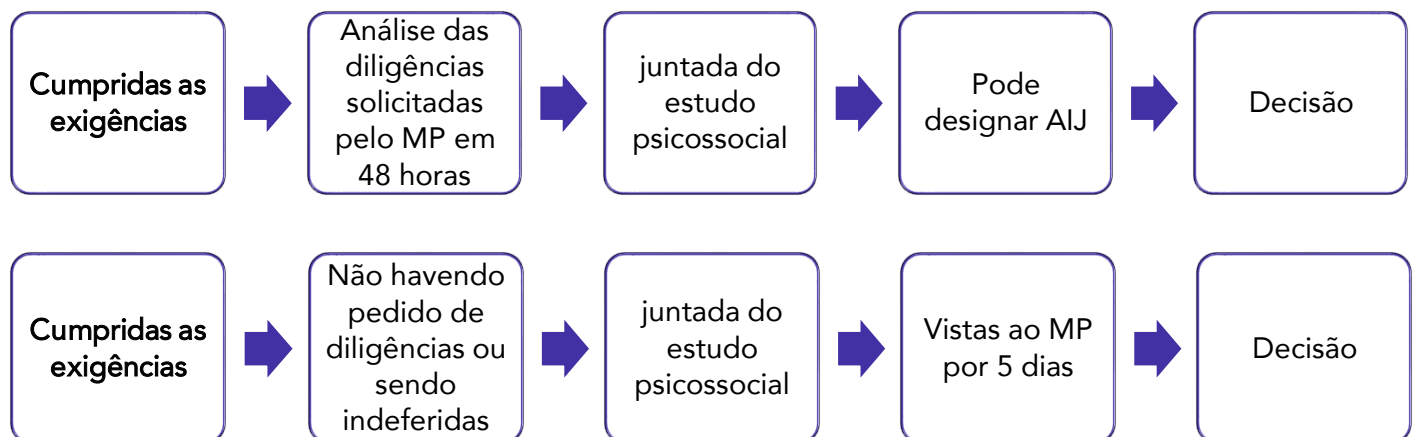 Cumpridas as
exigências
Análise das
diligências
solicitadas
pelo MP em
48 horas
juntada do
estudo
psicossocial
Pode
designar AIJ
Decisão
Cumpridas as
exigências
Não havendo
pedido de
diligências ou
sendo
indeferidas
juntada do
estudo
psicossocial
Vistas ao MP
por 5 dias
Decisão